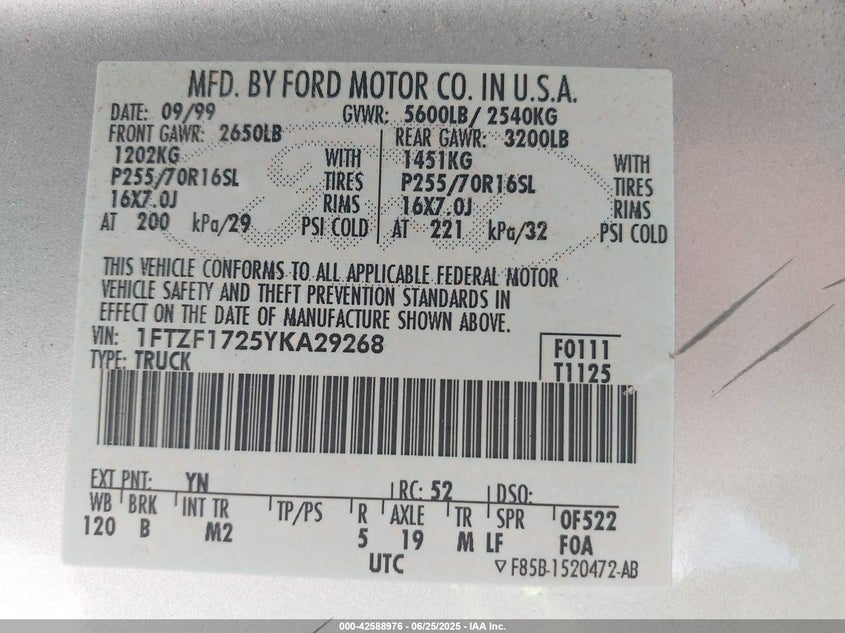 MFD. BY FORD MOTOR CO. IN U.S.A.
DATE: 09/99 GVWR: 5600LB/ 2540KG
FRONT GAWR: 2650LB REAR GAWR: 3200LB
1202KG WITH 1451KG WITH
P255/70R16SL TIRES P255/70R16SL TIRES
16X7.0J RIMS 16X7.0J RIMS
AT 200 kPa/29 PSI COLD AT 221 kPa/32 PSI COLD
THIS VEHICLE CONFORMS TO ALL APPLICABLE FEDERAL MOTOR
VEHICLE SAFETY AND THEFT PREVENTION STANDARDS IN
EFFECT ON THE DATE OF MANUFACTURE SHOWN ABOVE.
VIN: 1FTZF1725YKA29268 F0111
TYPE: TRUCK T1125
EXT PNT: YN RC: 52 DSO:
WB BRK INT TR TP/PS R AXLE TR SPR 0F522
120 B M2 5 19 M LF F0A
UTC F85B-1520472-AB
000-42588976 - 06/25/2025 - IAA Inc.